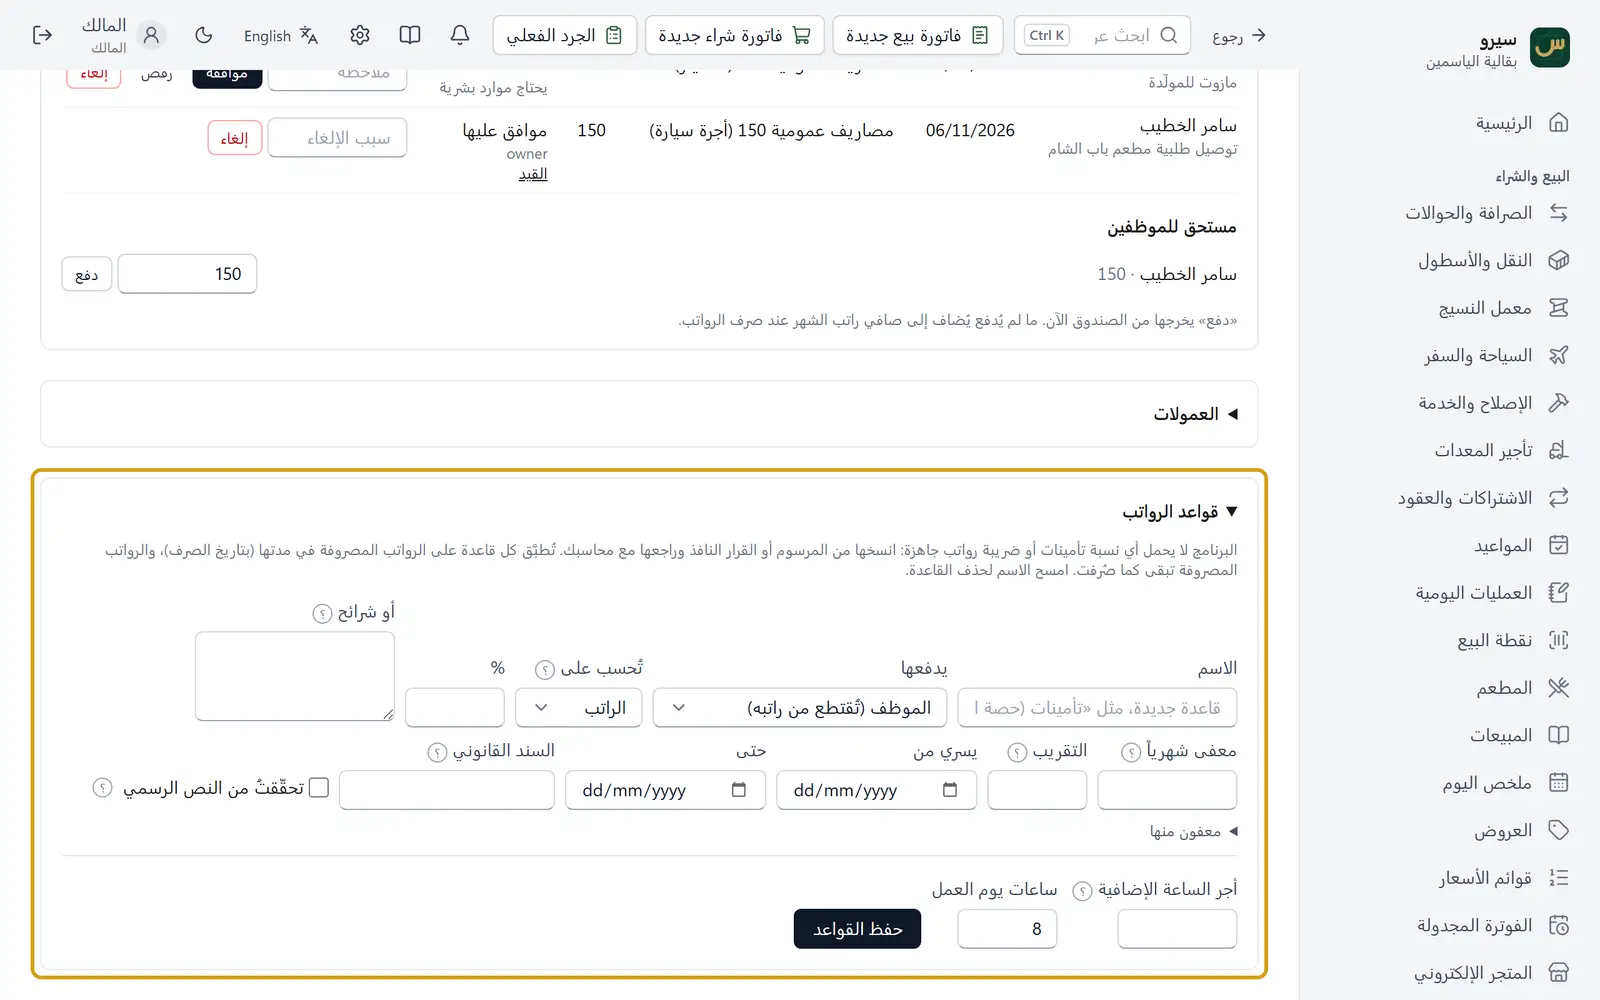 سيرو
بقالية الياسمين
رجوع
ابحث عر
Ctrl K
فاتورة بيع جديدة
فاتورة شراء جديدة
الجرد الفعلي
English
المالك
المالك
الرئيسية
البيع والشراء
الصرافة والحوالات
النقل والأسطول
معمل النسيج
السياحة والسفر
الإصلاح والخدمة
تأجير المعدات
الاشتراكات والعقود
المواعيد
العمليات اليومية
نقطة البيع
المطعم
المبيعات
ملخص اليوم
العروض
قوائم الأسعار
الفوترة المجدولة
المتجر الإلكتروني
مازوت للمولّدة
يحتاج موارد بشرية
ملاحظة
موافقة
رفض
إلغاء
سامر الخطيب
توصيل طلبية مطعم باب الشام
06/11/2026
مصاريف عمومية 150 (أجرة سيارة)
150
موافق عليها
owner
القيد
سبب الإلغاء
إلغاء
مستحق للموظفين
سامر الخطيب · 150
150
دفع
«دفع» يخرجها من الصندوق الآن. ما لم يُدفع يُضاف إلى صافي راتب الشهر عند صرف الرواتب.
العمولات
قواعد الرواتب
البرنامج لا يحمل أي نسبة تأمينات أو ضريبة رواتب جاهزة: انسخها من المرسوم أو القرار النافذ وراجعها مع محاسبك. تُطبَّق كل قاعدة على الرواتب المصروفة في مدتها (بتاريخ الصرف)، والرواتب
المصروفة تبقى كما صُرفت. امسح الاسم لحذف القاعدة.
الاسم
قاعدة جديدة، مثل «تأمينات (حصة ا
يدفعها
الموظف (تُقتطع من راتبه)
تُحسب على ؟
الراتب
%
أو شرائح ؟
معفى شهرياً ؟
التقريب ؟
يسري من
dd/mm/yyyy
حتى
dd/mm/yyyy
السند القانوني ؟
تحقّقتُ من النص الرسمي ؟
معفون منها
أجر الساعة الإضافية ؟
ساعات يوم العمل
8
حفظ القواعد